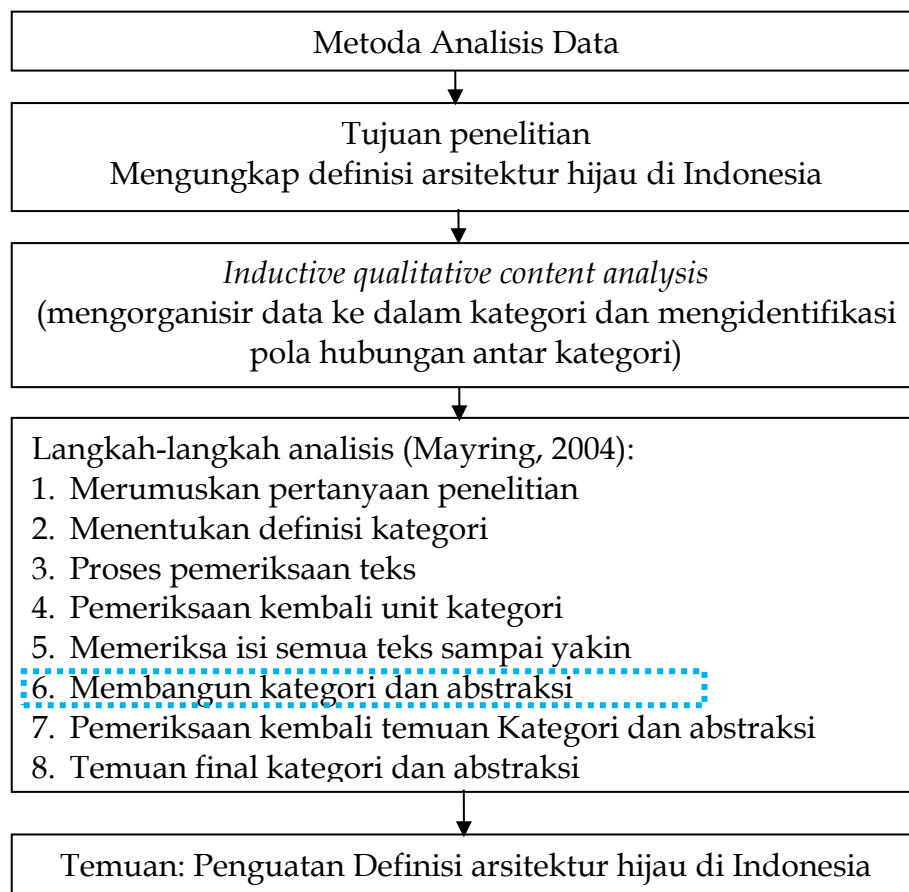 Metoda Analisis Data
Tujuan penelitian
Mengungkap definisi arsitektur hijau di Indonesia
Inductive qualitative content analysis
(mengorganisir data ke dalam kategori dan mengidentifikasi
pola hubungan antar kategori)
Langkah-langkah analisis (Mayring, 2004):
1. Merumuskan pertanyaan penelitian
2. Menentukan definisi kategori
3. Proses pemeriksaan teks
4. Pemeriksaan kembali unit kategori
5. Memeriksa isi semua teks sampai yakin
6. Membangun kategori dan abstraksi
7. Pemeriksaan kembali temuan Kategori dan abstraksi
8. Temuan final kategori dan abstraksi
Temuan: Penguatan Definisi arsitektur hijau di Indonesia